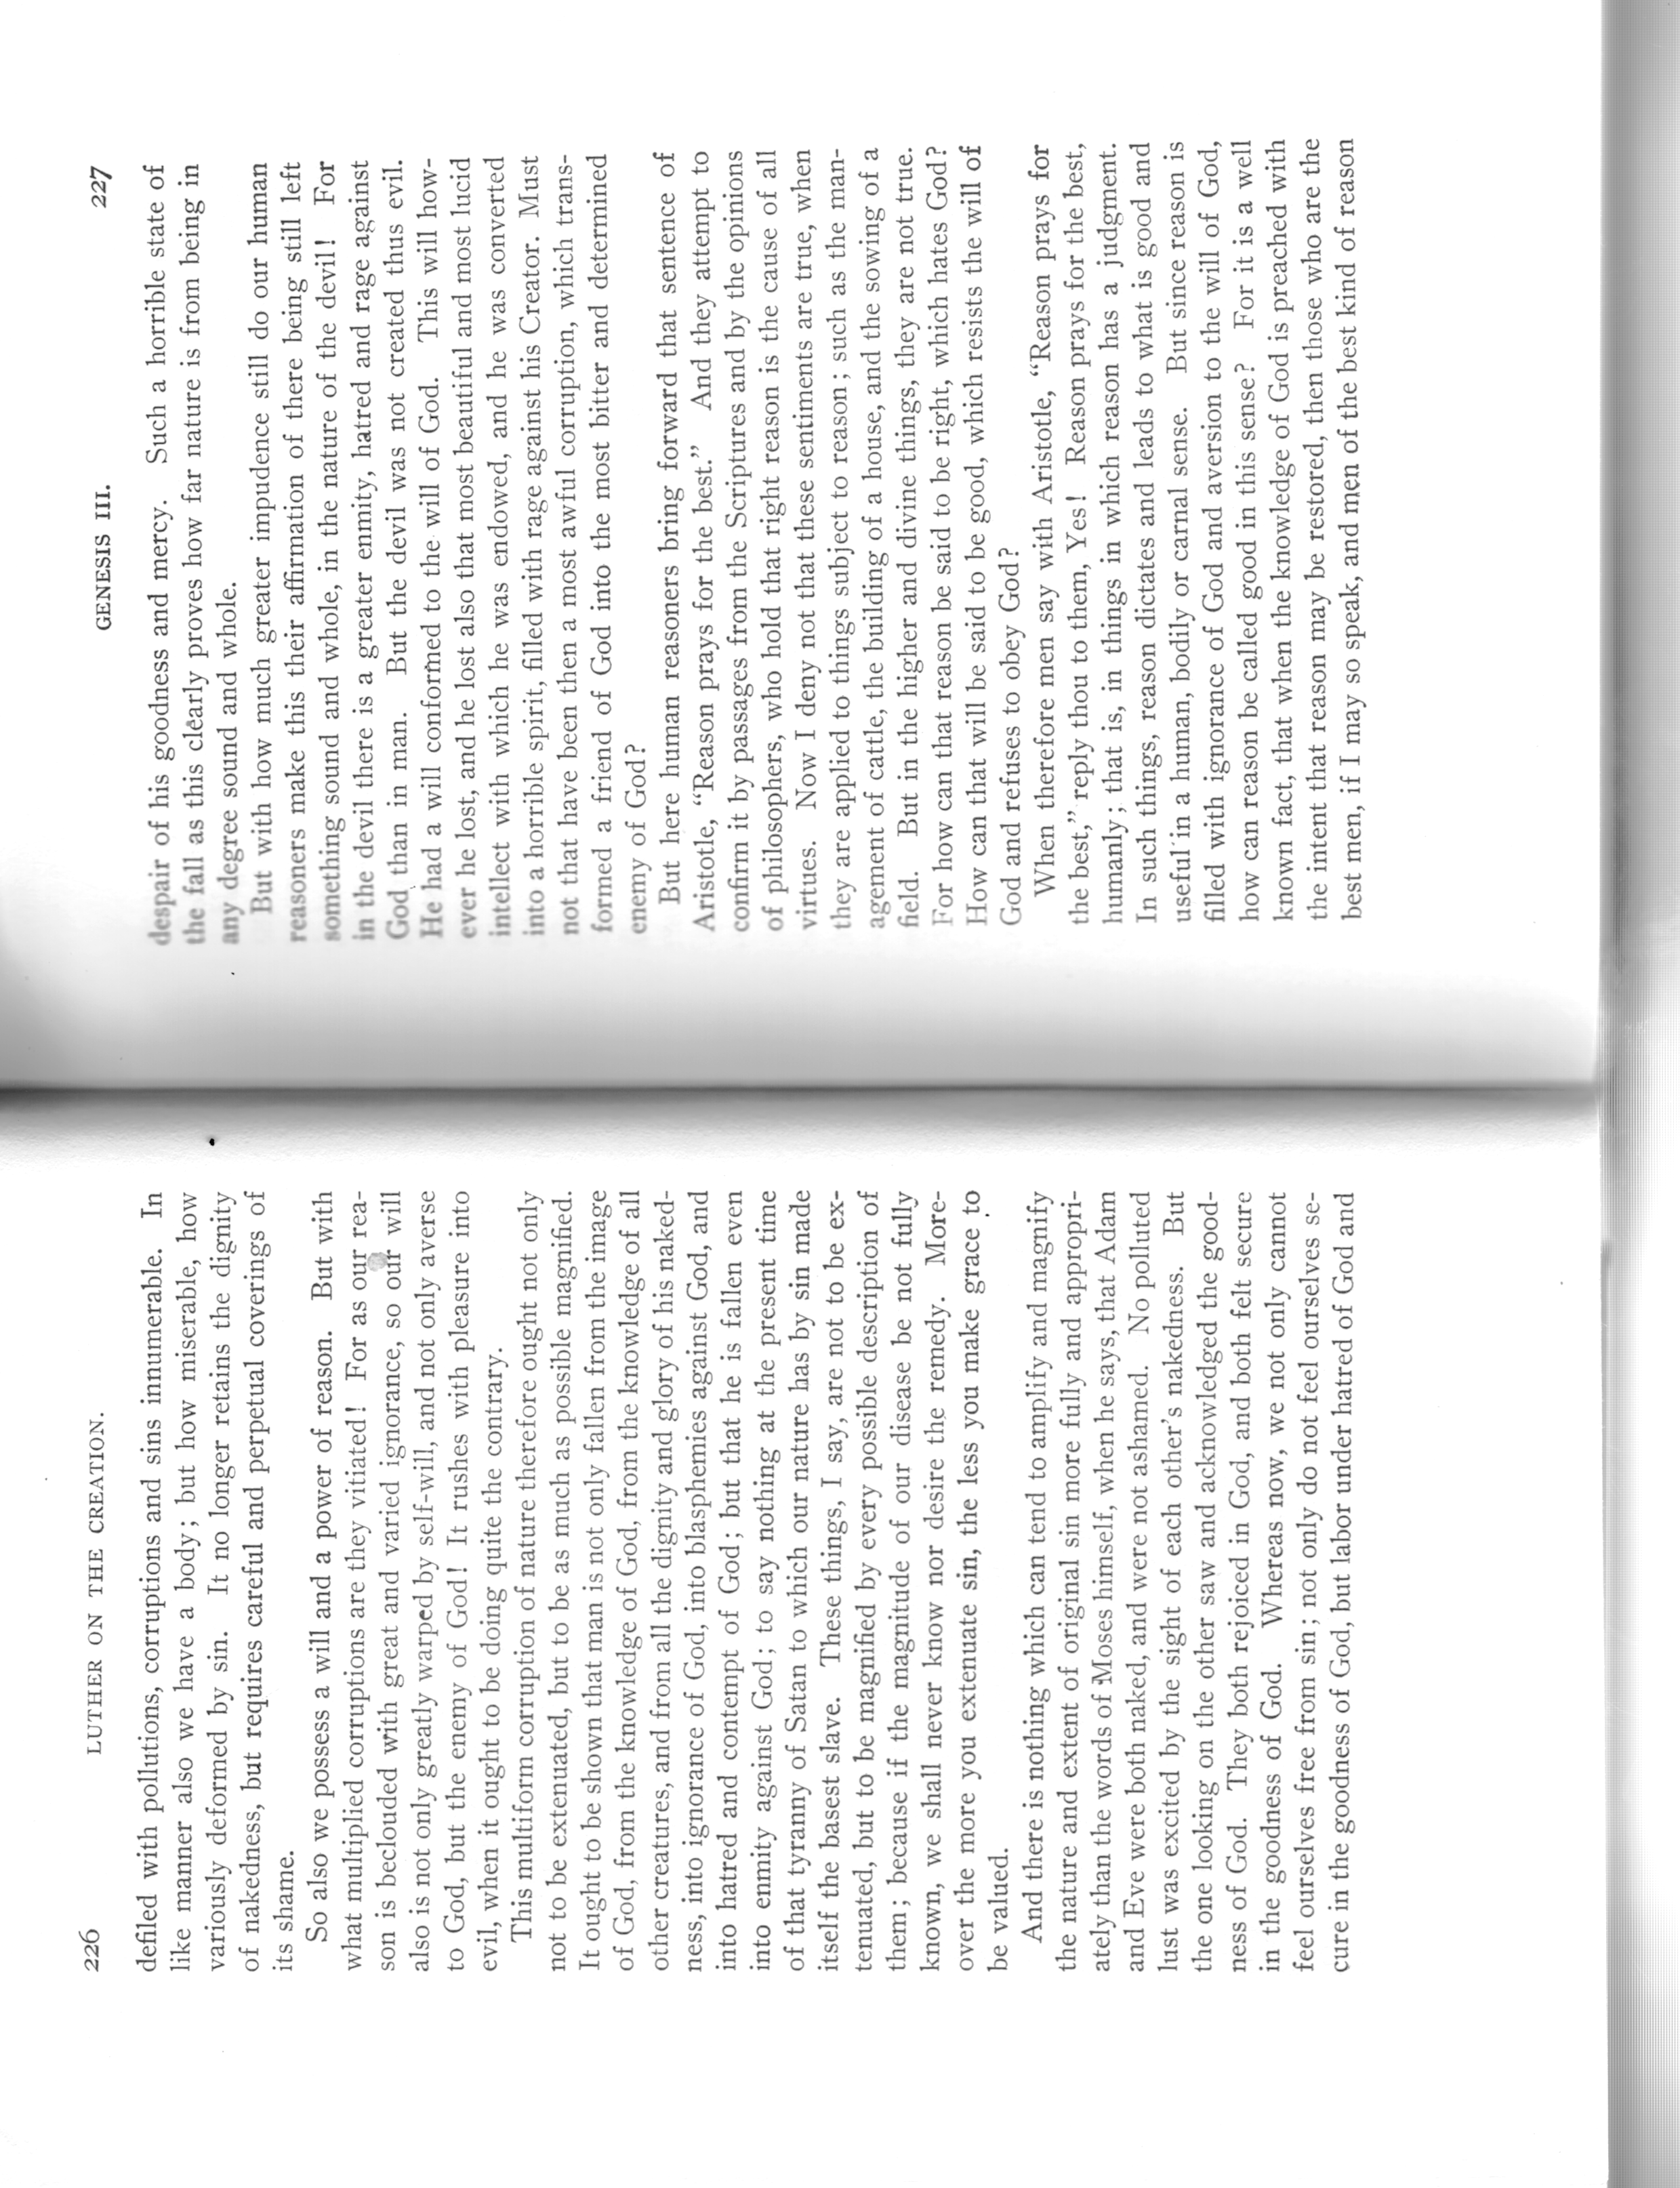 226 LUTHER ON THE CREATION.
defiled with pollutions, corruptions and sins innumerable. In
like manner also we have a body; but how miserable, how
variously deformed by sin. It no longer retains the dignity
of nakedness, but requires careful and perpetual coverings of
its shame.
So also we possess a will and a power of reason. But with
what multiplied corruptions are they vitiated! For as our rea-
son is beclouded with great and varied ignorance, so our will
also is not only greatly warped by self-will, and not only averse
to God, but the enemy of God! It rushes with pleasure into
evil, when it ought to be doing quite the contrary.
This multiform corruption of nature therefore ought not only
not to be extenuated, but to be as much as possible magnified.
It ought to be shown that man is not only fallen from the image
of God, from the knowledge of God, from the knowledge of all
other creatures, and from all the dignity and glory of his naked-
ness, into ignorance of God, into blasphemies against God, and
into hatred and contempt of God; but that he is fallen even
into enmity against God; to say nothing at the present time
of that tyranny of Satan to which our nature has by sin made
itself the basest slave. These things, I say, are not to be ex-
tenuated, but to be magnified by every possible description of
them; because if the magnitude of our disease be not fully
known, we shall never know nor desire the remedy. More-
over the more you extenuate sin, the less you make grace to
be valued.
And there is nothing which can tend to amplify and magnify
the nature and extent of original sin more fully and appropri-
ately than the words of Moses himself, when he says, that Adam
and Eve were both naked, and were not ashamed. No polluted
lust was excited by the sight of each other's nakedness. But
the one looking on the other saw and acknowledged the good-
ness of God. They both rejoiced in God, and both felt secure
in the goodness of God. Whereas now, we not only cannot
feel ourselves free from sin; not only do not feel ourselves se-
cure in the goodness of God, but labor under hatred of God and
GENESIS III. 227
despair of his goodness and mercy. Such a horrible state of
the fall as this clearly proves how far nature is from being in
any degree sound and whole.
But with how much greater impudence still do our human
reasoners make this their affirmation of there being still left
something sound and whole, in the nature of the devil! For
in the devil there is a greater enmity, hatred and rage against
God than in man. But the devil was not created thus evil.
He had a will conformed to the will of God. This will how-
ever he lost, and he lost also that most beautiful and most lucid
intellect with which he was endowed, and he was converted
into a horrible spirit, filled with rage against his Creator. Must
not that have been then a most awful corruption, which trans-
formed a friend of God into the most bitter and determined
enemy of God?
But here human reasoners bring forward that sentence of
Aristotle, "Reason prays for the best." And they attempt to
confirm it by passages from the Scriptures and by the opinions
of philosophers, who hold that right reason is the cause of all
virtues. Now I deny not that these sentiments are true, when
they are applied to things subject to reason; such as the man-
agement of cattle, the building of a house, and the sowing of a
field. But in the higher and divine things, they are not true.
For how can that reason be said to be right, which hates God?
How can that will be said to be good, which resists the will of
God and refuses to obey God?
When therefore men say with Aristotle, "Reason prays for
the best," reply thou to them, Yes! Reason prays for the best,
humanly; that is, in things in which reason has a judgment.
In such things, reason dictates and leads to what is good and
useful in a human, bodily or carnal sense. But since reason is
filled with ignorance of God and aversion to the will of God,
how can reason be called good in this sense? For it is a well
known fact, that when the knowledge of God is preached with
the intent that reason may be restored, then those who are the
best men, if I may so speak, and men of the best kind of reason